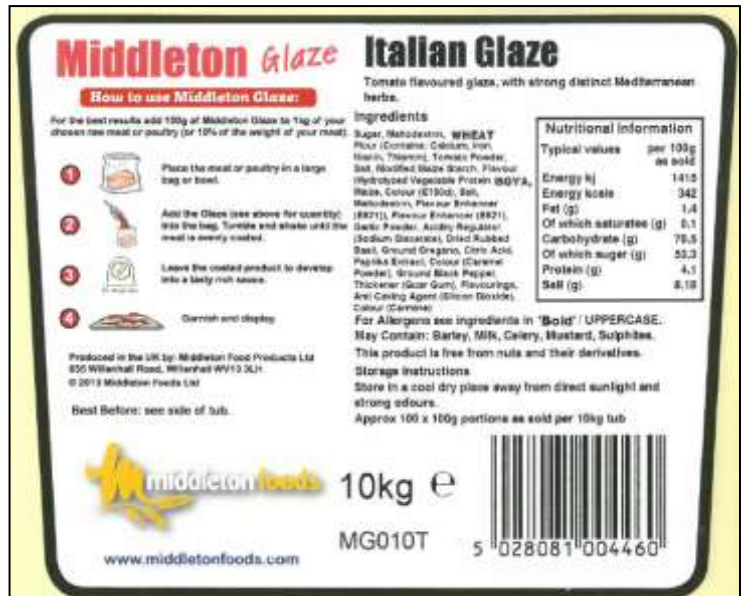 Middleton Glaze
How to use Middleton Glaze:
For the best results add 100g of Middleton Glaze to 1kg of your
chosen raw meat or poultry (or 10% of the weight of your meat).
1 Place the meat or poultry in a large
bag or bowl.
2 Add the Glaze (see above for quantity)
into the bag. Tumble and shake until the
meat is evenly coated.
3 Leave the coated product to develop
into a tasty rich sauce.
4 Garnish and display
Produced in the UK by: Middleton Food Products Ltd
655 Willenhall Road, Willenhall WV13 3LH
© 2013 Middleton Foods Ltd
Best Before: see side of tub.
Italian Glaze
Tomato flavoured glaze, with strong distinct Mediterranean
herbs.
Ingredients
Sugar, Maltodextrin, WHEAT
Flour (Contains: Calcium, Iron,
Niacin, Thiamin), Tomato Powder,
Salt, Modified Maize Starch, Flavour
(Hydrolysed Vegetable Protein SOYA,
Maize, Colour (E150d), Salt,
Maltodextrin, Flavour Enhancer
(E621)), Flavour Enhancer (E621),
Garlic Powder, Acidity Regulator
(Sodium Diacetate), Dried Rubbed
Basil, Ground Oregano, Citric Acid,
Paprika Extract, Colour (Caramel
Powder), Ground Black Pepper,
Thickener (Guar Gum), Flavourings,
Anti Caking Agent (Silicon Dioxide),
Colour (Carmine)
Nutritional Information
Typical values per 100g
as sold
Energy kj 1415
Energy kcals 342
Fat (g) 1.4
Of which saturates (g) 0.1
Carbohydrate (g) 76.5
Of which sugar (g) 53.3
Protein (g) 4.1
Salt (g) 8.18
For Allergens see ingredients in 'Bold' / UPPERCASE.
May Contain: Barley, Milk, Celery, Mustard, Sulphites.
This product is free from nuts and their derivatives.
Storage Instructions
Store in a cool dry place away from direct sunlight and
strong odours.
Approx 100 x 100g portions as sold per 10kg tub
middleton foods
www.middletonfoods.com
10kg e
MG010T
5 028081 004460